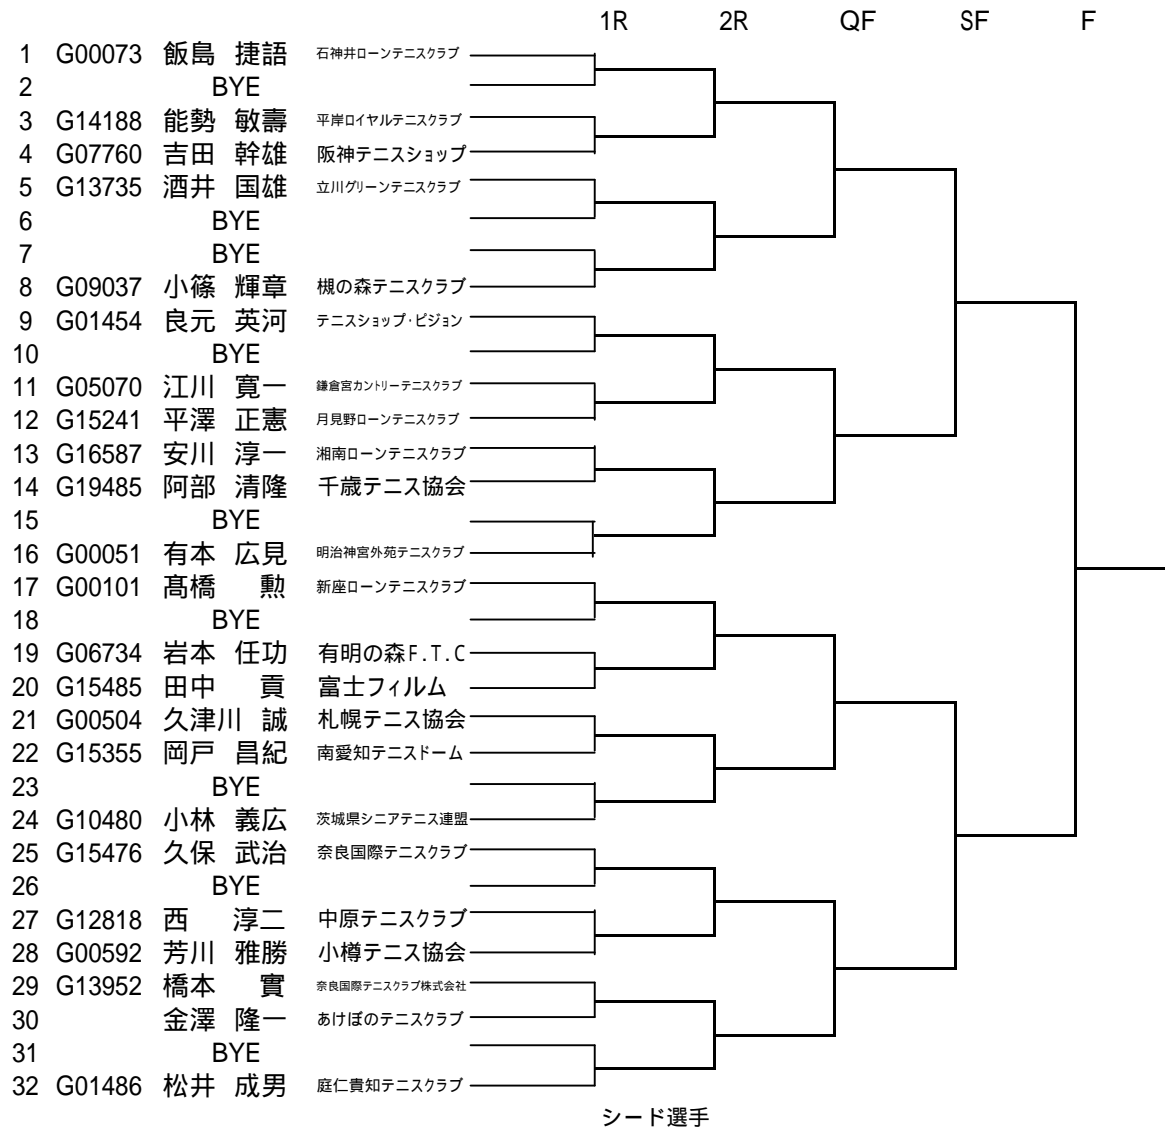 1R 2R QF SF F
1 G00073 飯島 捷語 石神井ローンテニスクラブ
2 BYE
3 G14188 能勢 敏壽 平岸ロイヤルテニスクラブ
4 G07760 吉田 幹雄 阪神テニスショップ
5 G13735 酒井 国雄 立川グリーンテニスクラブ
6 BYE
7 BYE
8 G09037 小篠 輝章 槻の森テニスクラブ
9 G01454 良元 英河 テニスショップ・ビジョン
10 BYE
11 G05070 江川 寛一 鎌倉宮カントリーテニスクラブ
12 G15241 平澤 正憲 月見野ローンテニスクラブ
13 G16587 安川 淳一 湘南ローンテニスクラブ
14 G19485 阿部 清隆 千歳テニス協会
15 BYE
16 G00051 有本 広見 明治神宮外苑テニスクラブ
17 G00101 髙橋 勲 新座ローンテニスクラブ
18 BYE
19 G06734 岩本 任功 有明の森F.T.C
20 G15485 田中 貢 富士フィルム
21 G00504 久津川 誠 札幌テニス協会
22 G15355 岡戸 昌紀 南愛知テニスドーム
23 BYE
24 G10480 小林 義広 茨城県シニアテニス連盟
25 G15476 久保 武治 奈良国際テニスクラブ
26 BYE
27 G12818 西 淳二 中原テニスクラブ
28 G00592 芳川 雅勝 小樽テニス協会
29 G13952 橋本 實 奈良国際テニスクラブ株式会社
30 金澤 隆一 あけぼのテニスクラブ
31 BYE
32 G01486 松井 成男 庭仁貴知テニスクラブ
シード選手